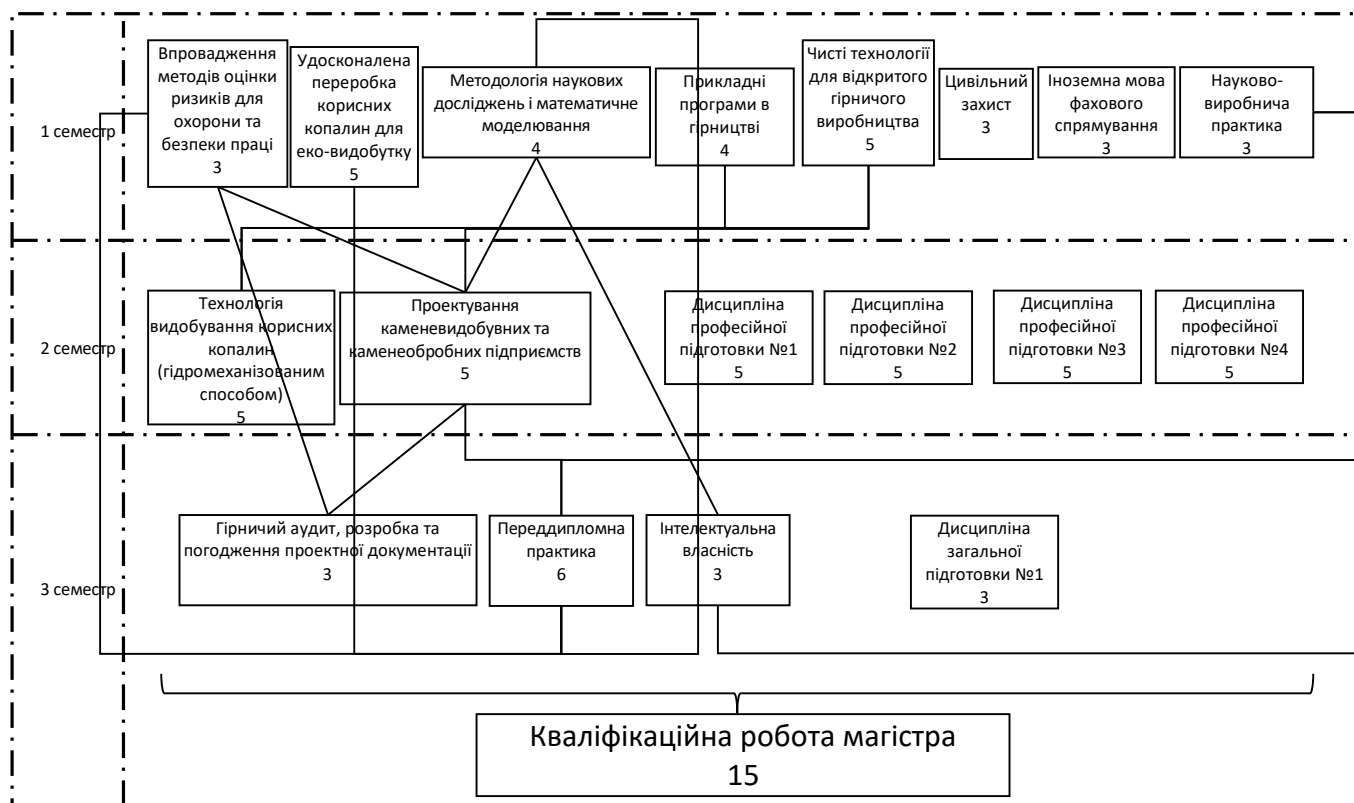 1 семестр
Впровадження
методів оцінки
ризиків для
охорони та
безпеки праці
3
Удосконалена
переробка
корисних
копалин для
еко-видобутку
5
Методологія наукових
досліджень і математичне
моделювання
4
Прикладні
програми в
гірництві
4
Чисті технології
для відкритого
гірничого
виробництва
5
Цивільний
захист
3
Іноземна мова
фахового
спрямування
3
Науково-
виробнича
практика
3
2 семестр
Технологія
видобування корисних
копалин
(гідромеханізованим
способом)
5
Проектування
каменевидобувних та
каменеобробних підприємств
5
Дисципліна
професійної
підготовки №1
5
Дисципліна
професійної
підготовки №2
5
Дисципліна
професійної
підготовки №3
5
Дисципліна
професійної
підготовки №4
5
3 семестр
Гірничий аудит, розробка та
погодження проектної документації
3
Переддипломна
практика
6
Інтелектуальна
власність
3
Дисципліна
загальної
підготовки №1
3
Кваліфікаційна робота магістра
15